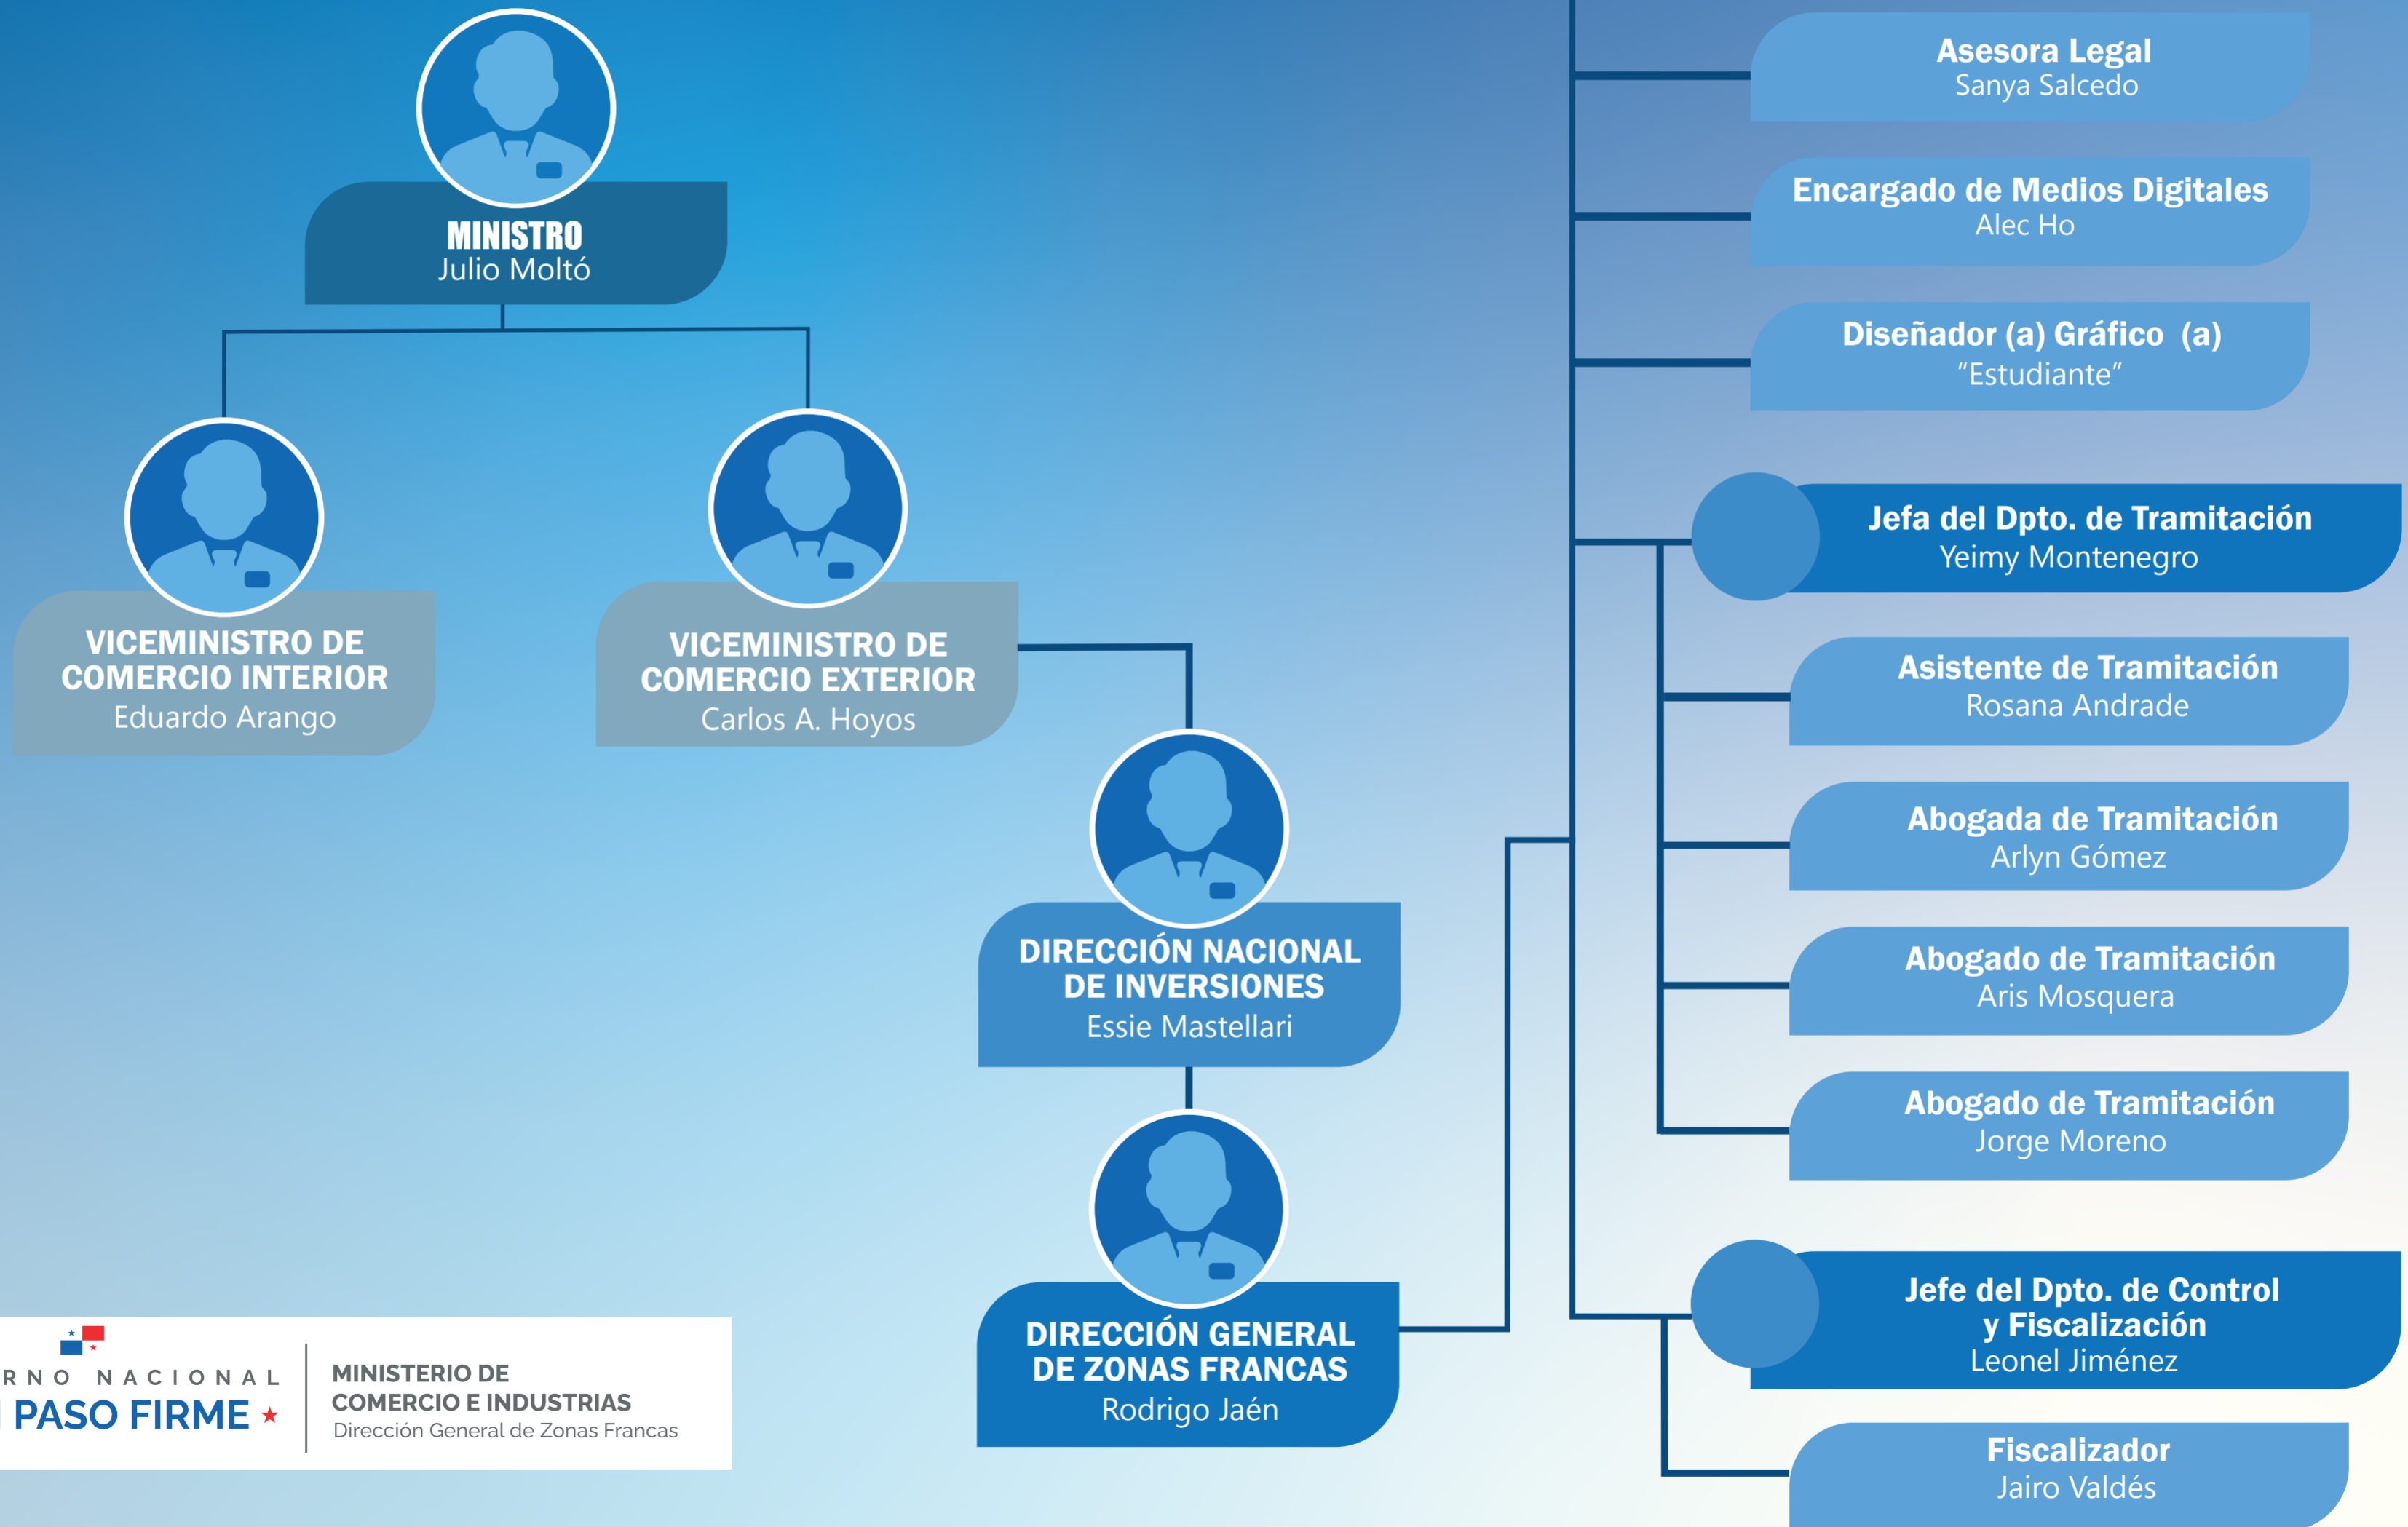 MINISTRO
Julio Moltó
VICEMINISTRO DE
COMERCIO INTERIOR
Eduardo Arango
VICEMINISTRO DE
COMERCIO EXTERIOR
Carlos A. Hoyos
DIRECCIÓN NACIONAL
DE INVERSIONES
Essie Mastellari
DIRECCIÓN GENERAL
DE ZONAS FRANCAS
Rodrigo Jaén
Asesora Legal
Sanya Salcedo
Encargado de Medios Digitales
Alec Ho
Diseñador (a) Gráfico (a)
“Estudiante”
Jefa del Dpto. de Tramitación
Yeimy Montenegro
Asistente de Tramitación
Rosana Andrade
Abogada de Tramitación
Arlyn Gómez
Abogado de Tramitación
Aris Mosquera
Abogado de Tramitación
Jorge Moreno
Jefe del Dpto. de Control
y Fiscalización
Leonel Jiménez
Fiscalizador
Jairo Valdés
RNO NACIONAL
PASO FIRME
MINISTERIO DE
COMERCIO E INDUSTRIAS
Dirección General de Zonas Francas